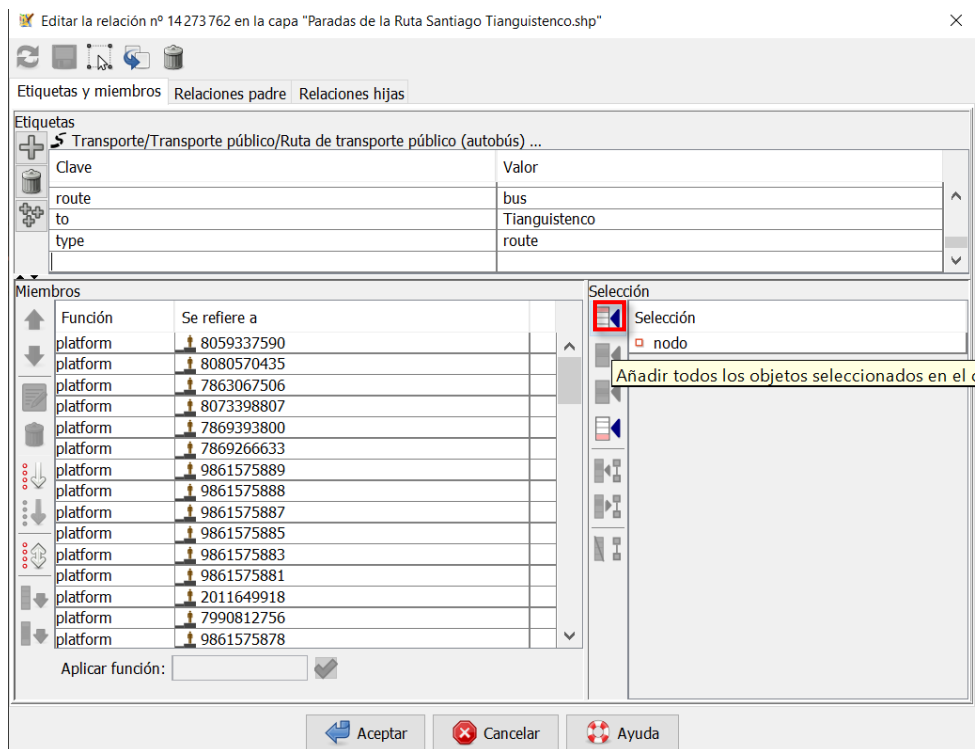 Editar la relación nº 14 273 762 en la capa "Paradas de la Ruta Santiago Tianguistenco.shp"
Etiquetas y miembros Relaciones padre Relaciones hijas
Etiquetas
Transporte/Transporte público/Ruta de transporte público (autobús) ...
Clave Valor
route bus
to Tianguistenco
type route
Miembros Selección
Función Se refiere a Selección
platform 8059337590 nodo
platform 8080570435
Añadir todos los objetos seleccionados en el
platform 7863067506
platform 8073398807
platform 7869393800
platform 7869266633
platform 9861575889
platform 9861575888
platform 9861575887
platform 9861575885
platform 9861575883
platform 9861575881
platform 2011649918
platform 7990812756
platform 9861575878
Aplicar función:
Aceptar Cancelar Ayuda